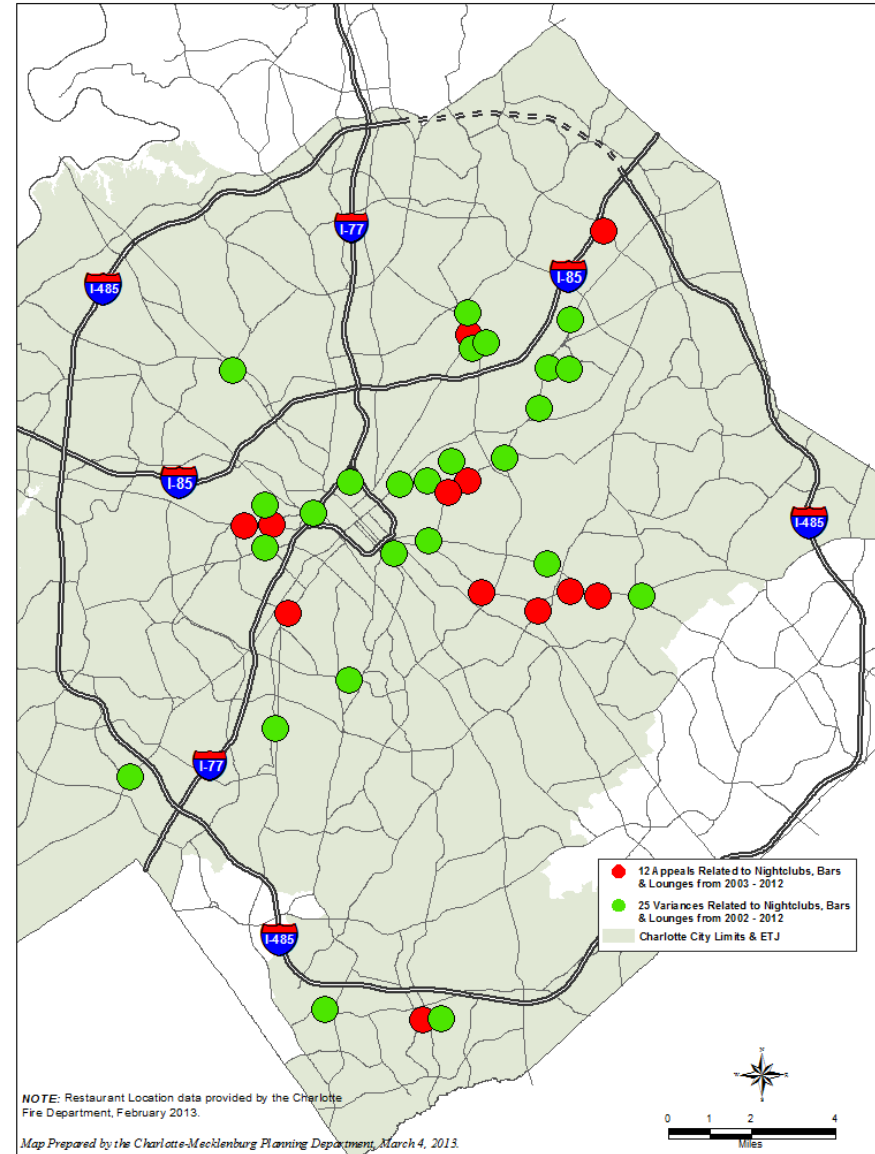 I-77
I-85
I-485
I-85
I-485
I-77
12 Appeals Related to Nightclubs, Bars
& Lounges from 2003 - 2012
25 Variances Related to Nightclubs, Bars
& Lounges from 2002 - 2012
Charlotte City Limits & ETJ
I-485
N
W
E
S
NOTE: Restaurant Location data provided by the Charlotte
Fire Department, February 2013.
0 1 2 4
Miles
Map Prepared by the Charlotte-Mecklenburg Planning Department, March 4, 2013.